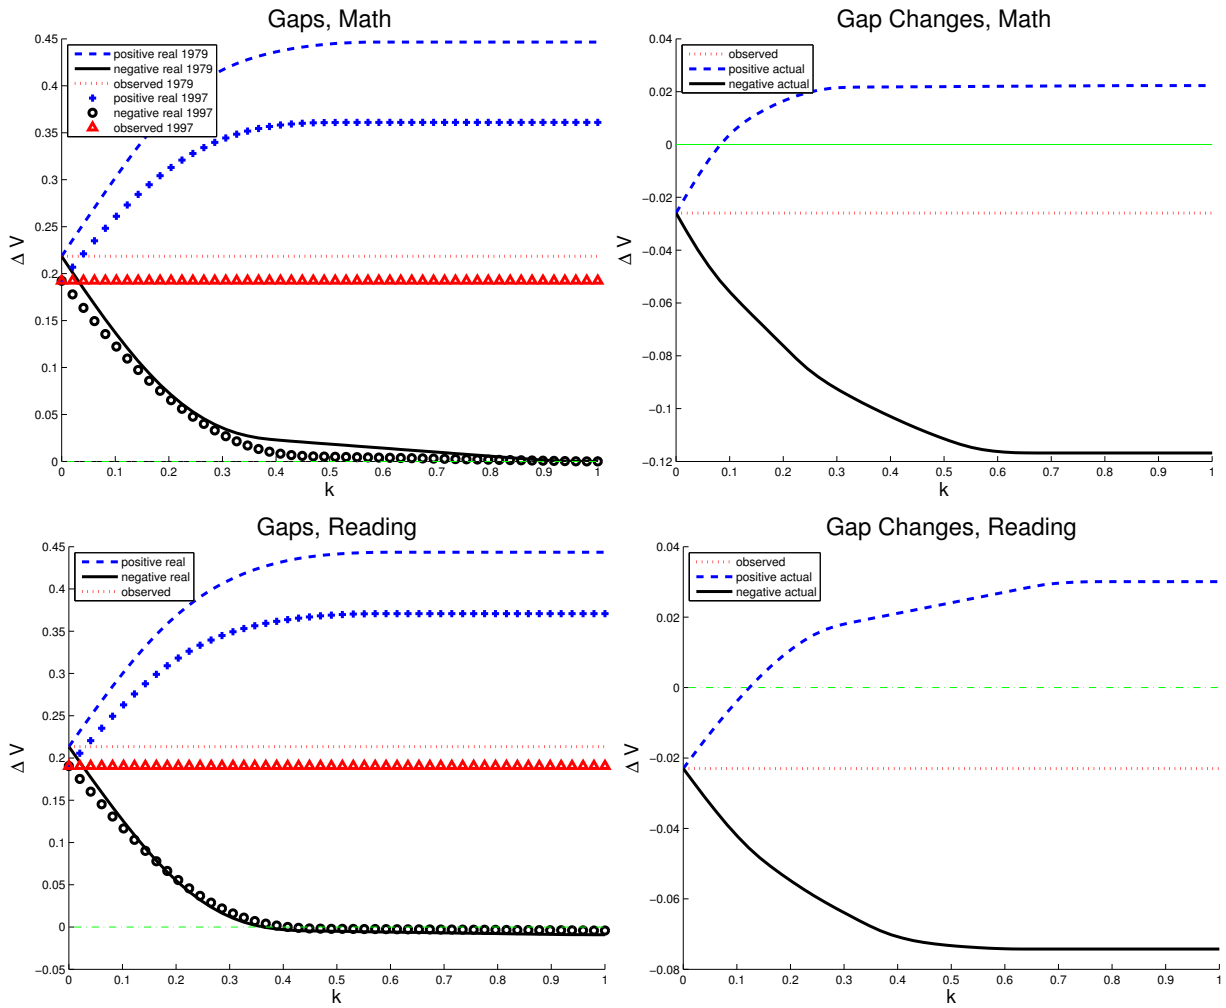 Gaps, Math
0.45
0.4
0.35
0.3
0.25
0.2
0.15
0.1
0.05
0
Δ V
positive real 1979
negative real 1979
observed 1979
positive real 1997
negative real 1997
observed 1997
0 0.1 0.2 0.3 0.4 0.5 0.6 0.7 0.8 0.9 1
k
Gap Changes, Math
0.04
0.02
0
−0.02
−0.04
−0.06
−0.08
−0.1
−0.12
Δ V
observed
positive actual
negative actual
0 0.1 0.2 0.3 0.4 0.5 0.6 0.7 0.8 0.9 1
k
Gaps, Reading
0.45
0.4
0.35
0.3
0.25
0.2
0.15
0.1
0.05
0
−0.05
Δ V
positive real
negative real
observed
0 0.1 0.2 0.3 0.4 0.5 0.6 0.7 0.8 0.9 1
k
Gap Changes, Reading
0.04
0.02
0
−0.02
−0.04
−0.06
−0.08
Δ V
observed
positive actual
negative actual
0 0.1 0.2 0.3 0.4 0.5 0.6 0.7 0.8 0.9 1
k